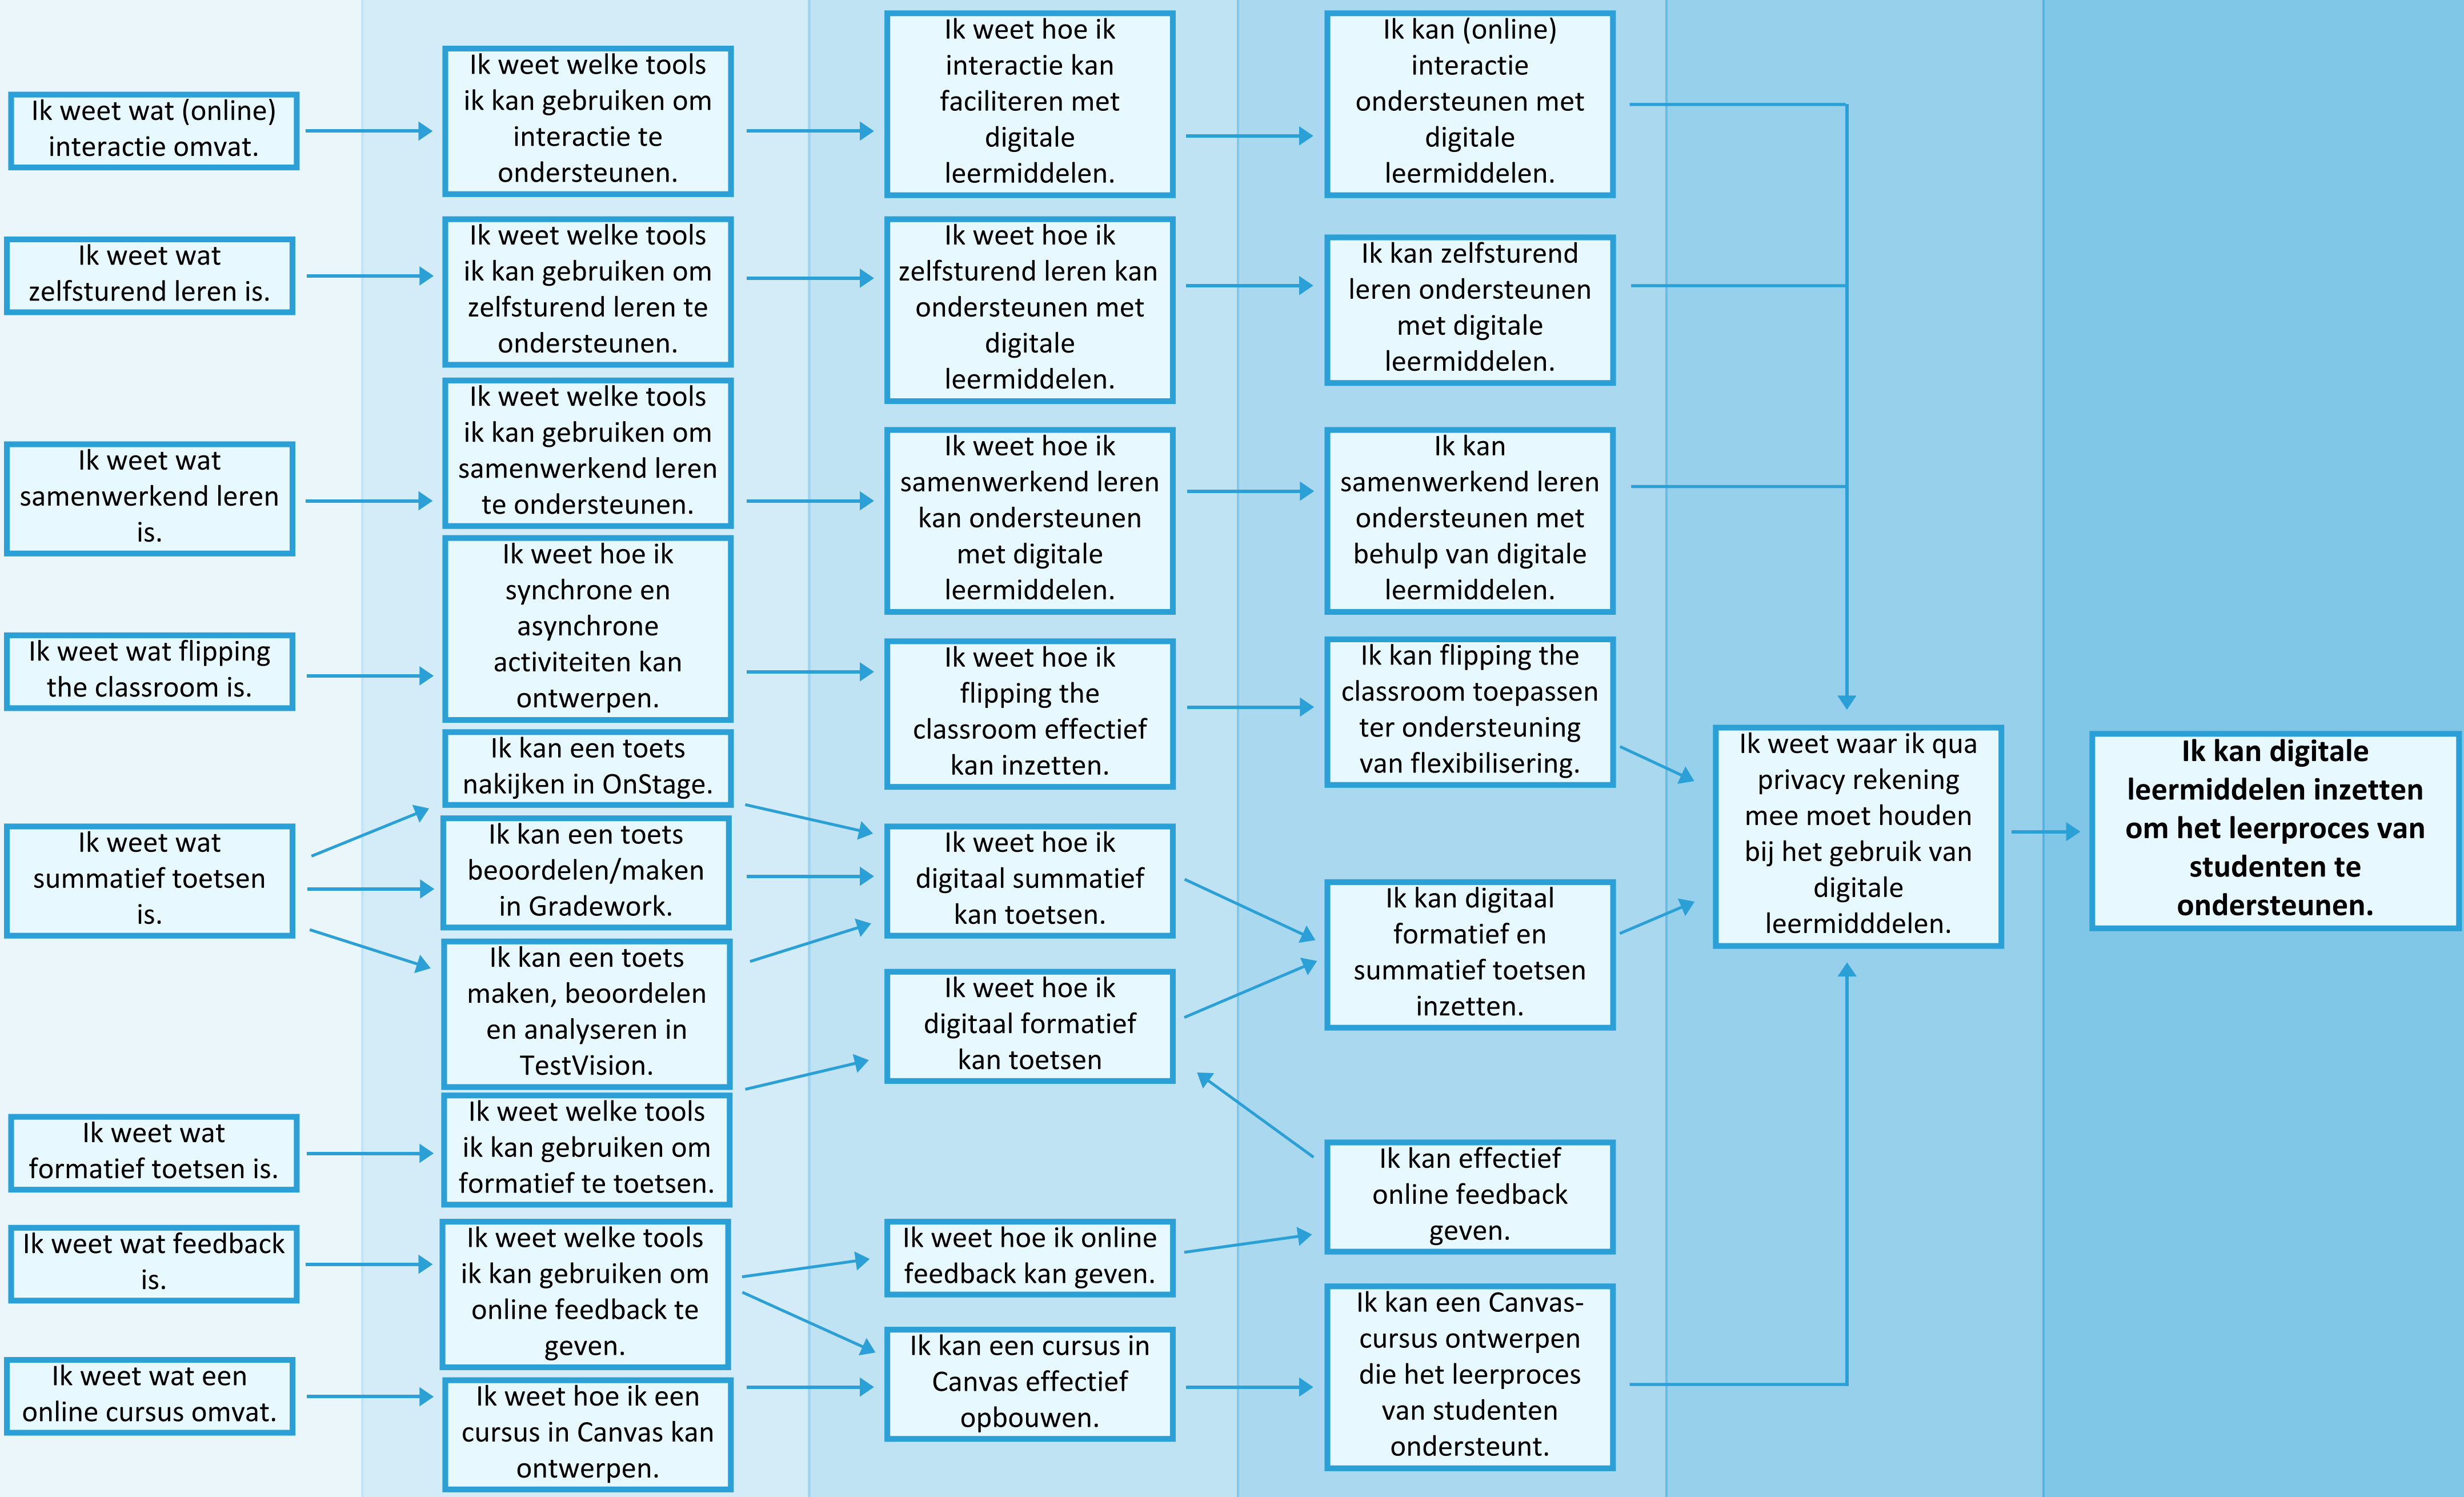 Ik weet wat (online)
interactie omvat.
Ik weet wat
zelfsturend leren is.
Ik weet wat
samenwerkend leren
is.
Ik weet wat flipping
the classroom is.
Ik weet wat
summatief toetsen
is.
Ik weet wat
formatief toetsen is.
Ik weet wat feedback
is.
Ik weet wat een
online cursus omvat.
Ik weet welke tools
ik kan gebruiken om
interactie te
ondersteunen.
Ik weet welke tools
ik kan gebruiken om
zelfsturend leren te
ondersteunen.
Ik weet welke tools
ik kan gebruiken om
samenwerkend leren
te ondersteunen.
Ik weet hoe ik
synchrone en
asynchrone
activiteiten kan
ontwerpen.
Ik kan een toets
nakijken in OnStage.
Ik kan een toets
beoordelen/maken
in Gradework.
Ik kan een toets
maken, beoordelen
en analyseren in
TestVision.
Ik weet welke tools
ik kan gebruiken om
formatief te toetsen.
Ik weet welke tools
ik kan gebruiken om
online feedback te
geven.
Ik weet hoe ik een
cursus in Canvas kan
ontwerpen.
Ik weet hoe ik
interactie kan
faciliteren met
digitale
leermiddelen.
Ik weet hoe ik
zelfsturend leren kan
ondersteunen met
digitale
leermiddelen.
Ik weet hoe ik
samenwerkend leren
kan ondersteunen
met digitale
leermiddelen.
Ik weet hoe ik
flipping the
classroom effectief
kan inzetten.
Ik weet hoe ik
digitaal summatief
kan toetsen.
Ik weet hoe ik
digitaal formatief
kan toetsen
Ik weet hoe ik online
feedback kan geven.
Ik kan een cursus in
Canvas effectief
opbouwen.
Ik kan (online)
interactie
ondersteunen met
digitale
leermiddelen.
Ik kan zelfsturend
leren ondersteunen
met digitale
leermiddelen.
Ik kan
samenwerkend leren
ondersteunen met
behulp van digitale
leermiddelen.
Ik kan flipping the
classroom toepassen
ter ondersteuning
van flexibilisering.
Ik kan digitaal
formatief en
summatief toetsen
inzetten.
Ik kan effectief
online feedback
geven.
Ik kan een Canvas-
cursus ontwerpen
die het leerproces
van studenten
ondersteunt.
Ik weet waar ik qua
privacy rekening
mee moet houden
bij het gebruik van
digitale
leermidddelen.
Ik kan digitale
leermiddelen inzetten
om het leerproces van
studenten te
ondersteunen.